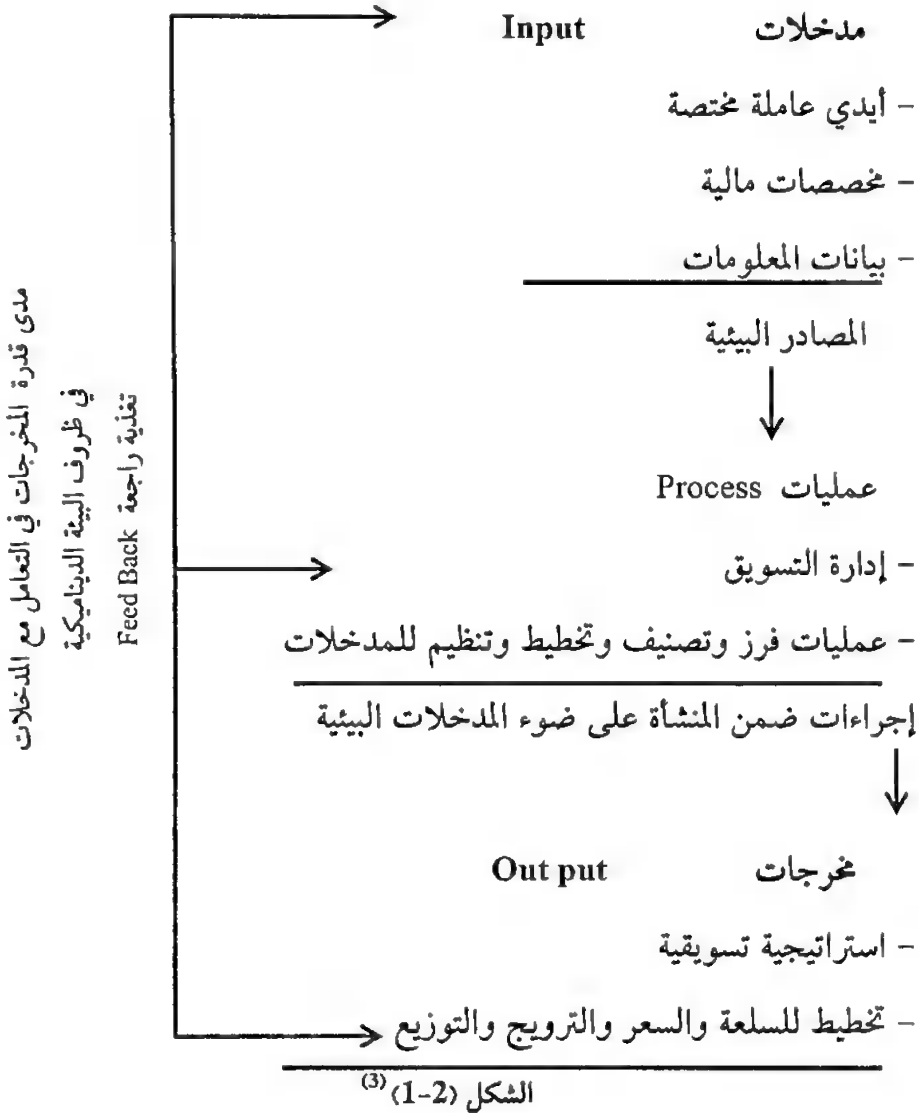 مدخلات Input
- أيدي عاملة مختصة
- مخصصات مالية
- بيانات المعلومات
المصادر البيئية
عمليات Process
- إدارة التسويق
- عمليات فرز وتصنيف وتخطيط وتنظيم للمدخلات
إجراءات ضمن المنشأة على ضوء المدخلات البيئية
مخرجات Out put
- استراتيجية تسويقية
- تخطيط للسلعة والسعر والترويج والتوزيع
مدى قدرة المخرجات في التعامل مع المدخلات
في ظروف البيئة الديناميكية
تغذية راجعة Feed Back
الشكل (2-1) (3)